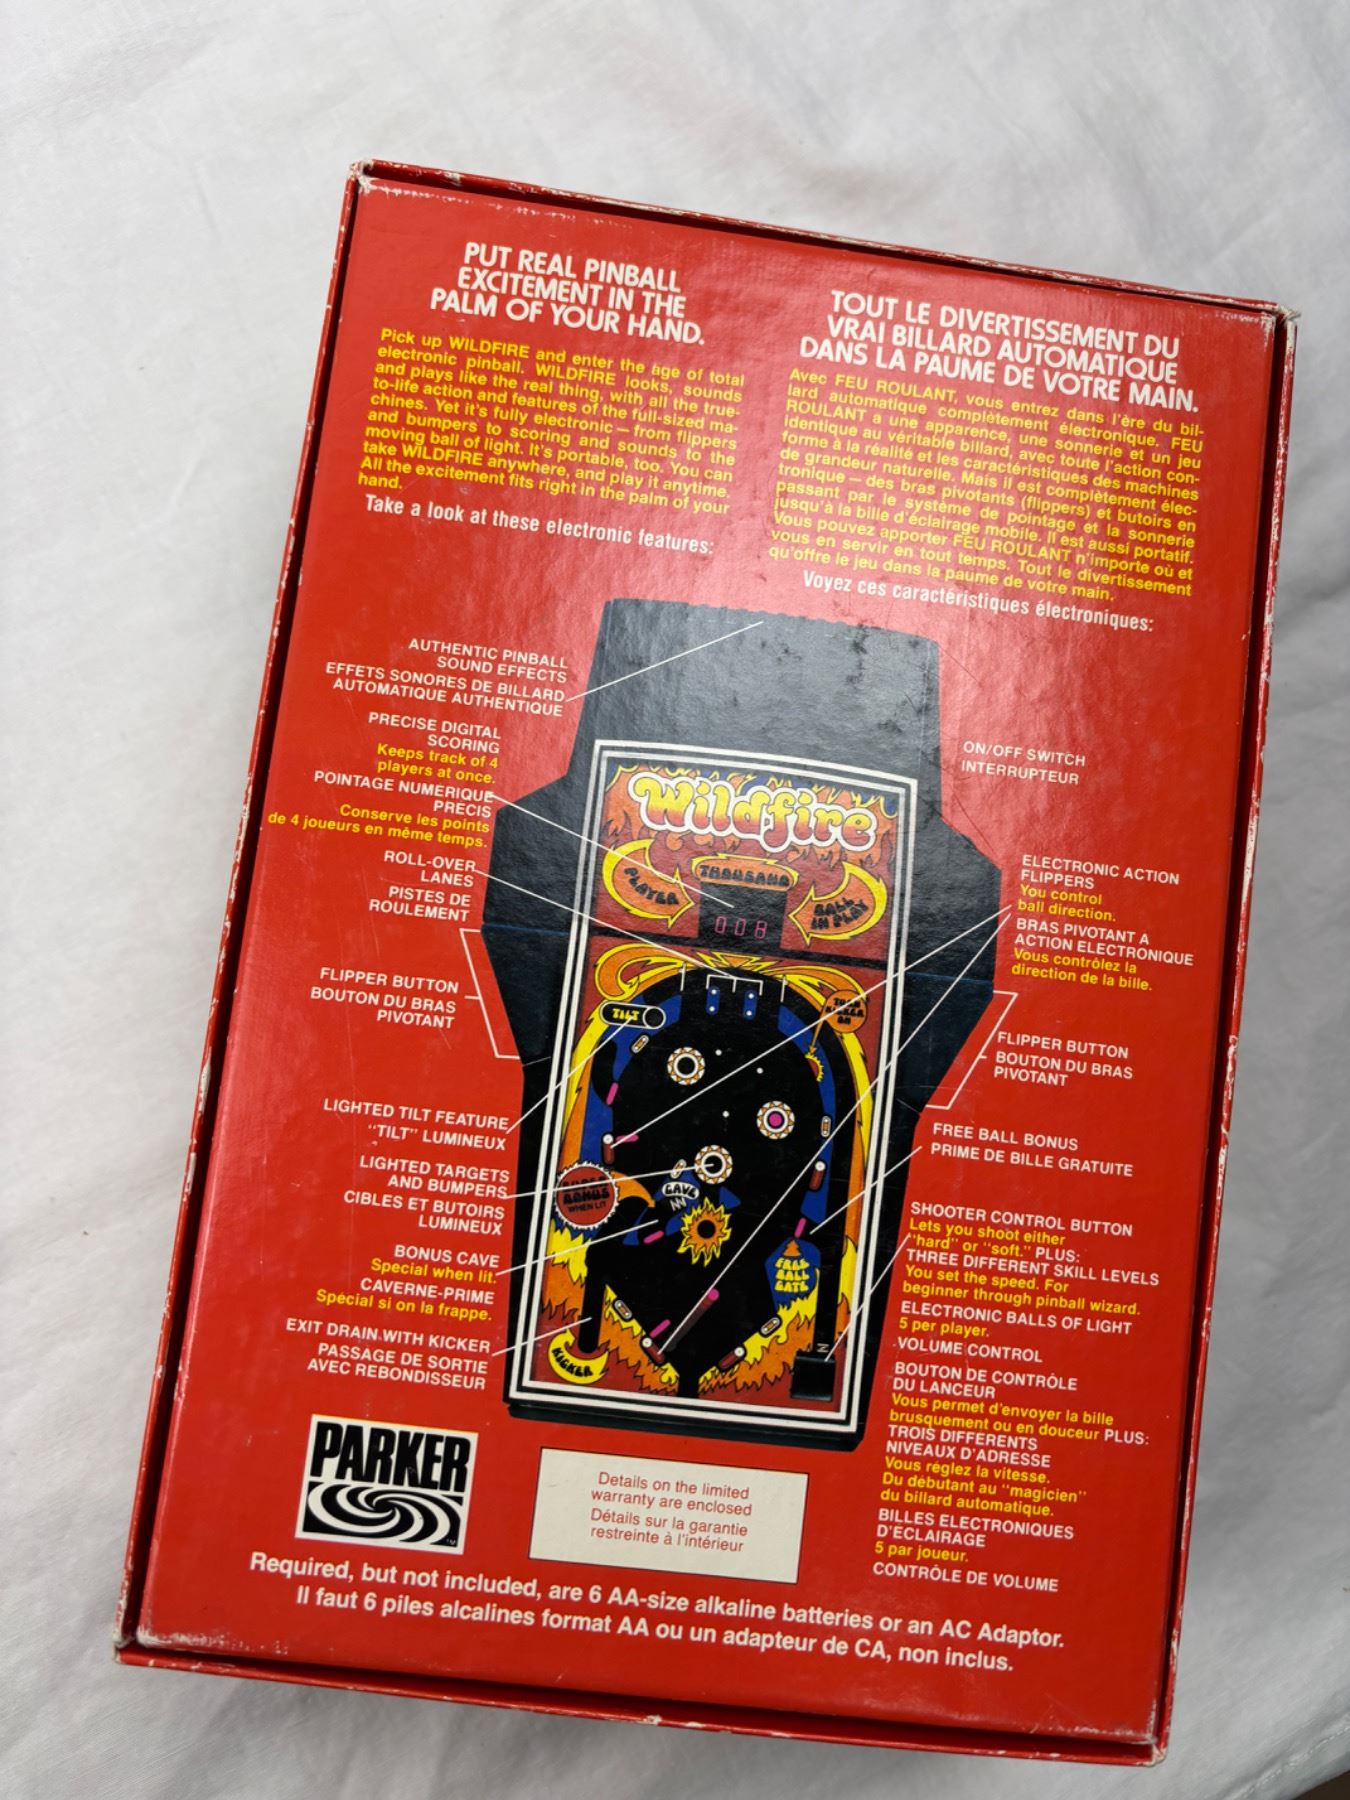 PUT REAL PINBALL
EXCITEMENT IN THE
PALM OF YOUR HAND.
Pick up WILDFIRE and enter the age of total
electronic pinball. WILDFIRE looks, sounds
and plays like the real thing, with all the true-
to-life action and features of the full-sized ma-
chines. Yet it's fully electronic — from flippers
and bumpers to scoring and sounds to the
moving ball of light. It's portable, too. You can
take WILDFIRE anywhere, and play it anytime.
All the excitement fits right in the palm of your
hand.
Take a look at these electronic features:
TOUT LE DIVERTISSEMENT DU
VRAI BILLARD AUTOMATIQUE
DANS LA PAUME DE VOTRE MAIN.
Avec FEU ROULANT, vous entrez dans l'ère du bil-
lard automatique complètement électronique. FEU
ROULANT a une apparence, une sonnerie et un jeu
identique au véritable billard, avec toute l'action con-
forme à la réalité et les caractéristiques des machines
de grandeur naturelle. Mais il est complètement élec-
tronique — des bras pivotants (flippers) et butoirs en
passant par le système de pointage et la sonnerie
jusqu'à la bille d'éclairage mobile. Il est aussi portatif.
Vous pouvez apporter FEU ROULANT n'importe où et
vous en servir en tout temps. Tout le divertissement
qu'offre le jeu dans la paume de votre main.
Voyez ces caractéristiques électroniques:
AUTHENTIC PINBALL
SOUND EFFECTS
EFFETS SONORES DE BILLARD
AUTOMATIQUE AUTHENTIQUE
PRECISE DIGITAL
SCORING
Keeps track of 4
players at once.
POINTAGE NUMERIQUE
PRECIS
Conserve les points
de 4 joueurs en même temps.
ROLL-OVER
LANES
PISTES DE
ROULEMENT
FLIPPER BUTTON
BOUTON DU BRAS
PIVOTANT
LIGHTED TILT FEATURE
"TILT" LUMINEUX
LIGHTED TARGETS
AND BUMPERS
CIBLES ET BUTOIRS
LUMINEUX
BONUS CAVE
Special when lit.
CAVERNE-PRIME
Spécial si on la frappe.
EXIT DRAIN WITH KICKER
PASSAGE DE SORTIE
AVEC REBONDISSEUR
Wildfire
THOUSAND
PLAYER
BALL
IN PLAY
008
TILT
TURN
KICKER
ON
SUPER
BONUS
WHEN LIT
CAVE
FREE
BALL
GATE
KICKER
ON/OFF SWITCH
INTERRUPTEUR
ELECTRONIC ACTION
FLIPPERS
You control
ball direction.
BRAS PIVOTANT A
ACTION ELECTRONIQUE
Vous contrôlez la
direction de la bille.
FLIPPER BUTTON
BOUTON DU BRAS
PIVOTANT
FREE BALL BONUS
PRIME DE BILLE GRATUITE
SHOOTER CONTROL BUTTON
Lets you shoot either
"hard" or "soft." PLUS:
THREE DIFFERENT SKILL LEVELS
You set the speed. For
beginner through pinball wizard.
ELECTRONIC BALLS OF LIGHT
5 per player.
VOLUME CONTROL
BOUTON DE CONTRÔLE
DU LANCEUR
Vous permet d'envoyer la bille
brusquement ou en douceur PLUS:
TROIS DIFFERENTS
NIVEAUX D'ADRESSE
Vous réglez la vitesse.
Du débutant au "magicien"
du billard automatique.
BILLES ELECTRONIQUES
D'ECLAIRAGE
5 par joueur.
CONTRÔLE DE VOLUME
PARKER
TM
Details on the limited
warranty are enclosed
Détails sur la garantie
restreinte à l'intérieur
Required, but not included, are 6 AA-size alkaline batteries or an AC Adaptor.
Il faut 6 piles alcalines format AA ou un adapteur de CA, non inclus.